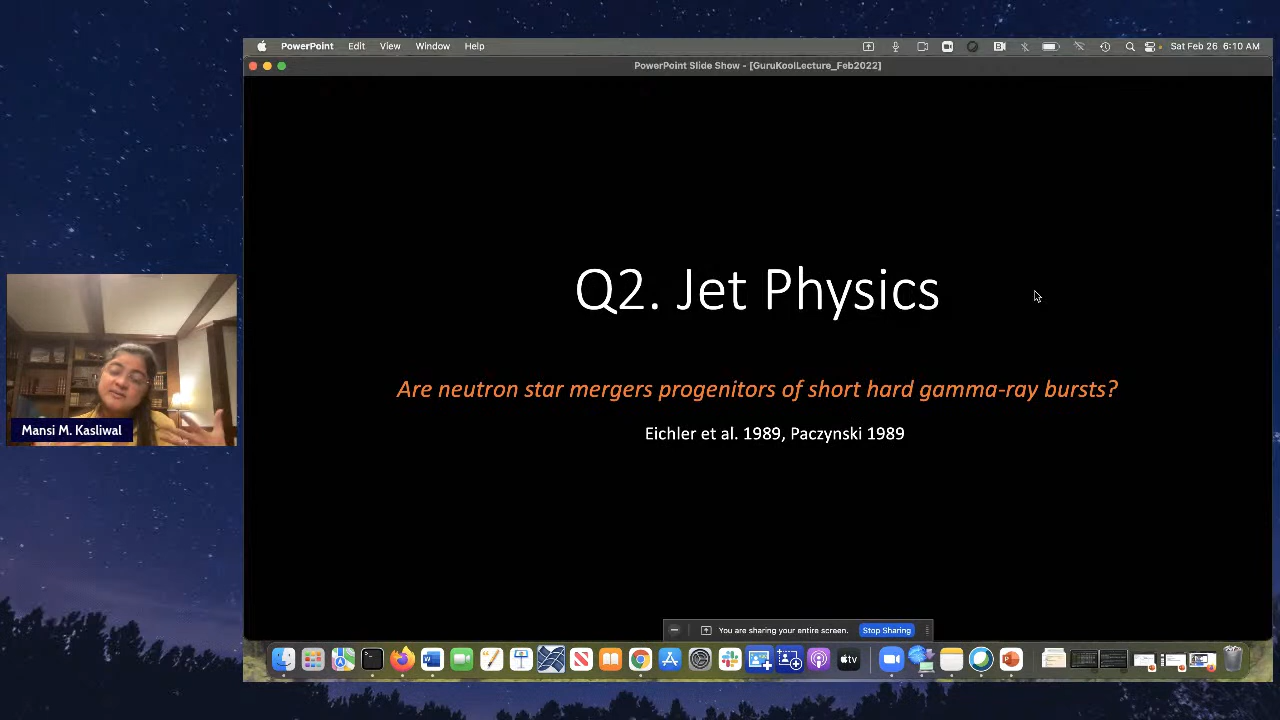 PowerPoint Edit View Window Help Sat Feb 26 6:10 AM
PowerPoint Slide Show - [GuruKoolLecture_Feb2022]
Q2. Jet Physics
Are neutron star mergers progenitors of short hard gamma-ray bursts?
Eichler et al. 1989, Paczynski 1989
Mansi M. Kasliwal
You are sharing your entire screen. Stop Sharing
tv